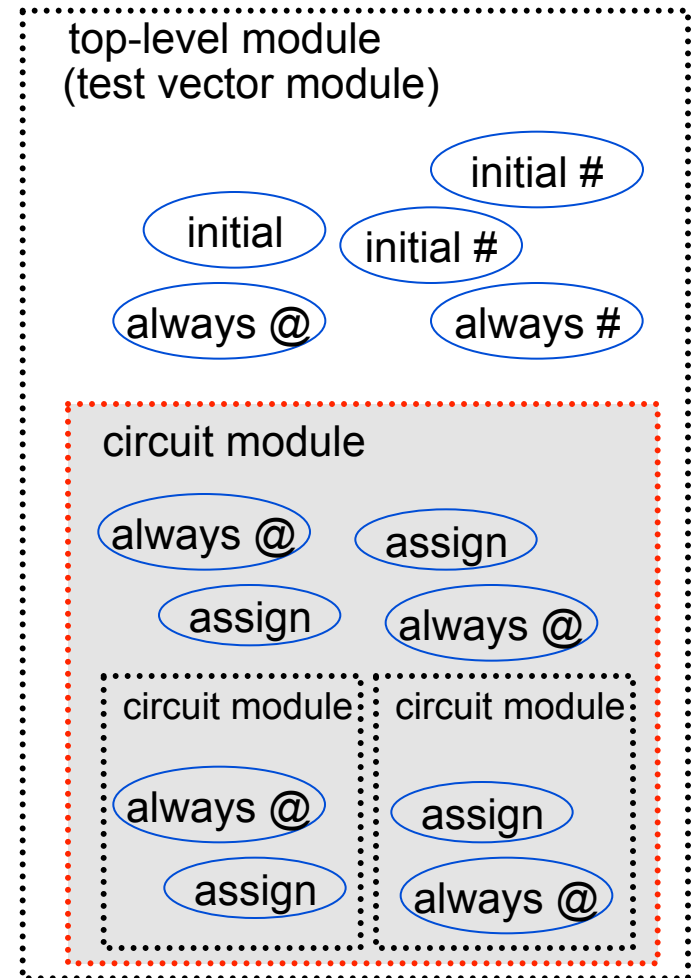 top-level module
(test vector module)
initial #
initial
initial #
always @
always #
circuit module
always @
assign
assign
always @
circuit module
circuit module
always @
assign
assign
always @